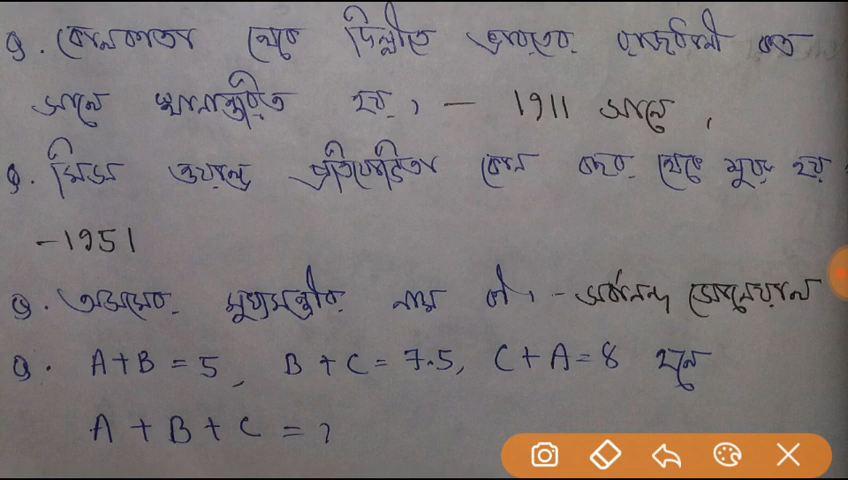 Q. কোলকাতা থেকে দিল্লীতে ভারতের রাজধানী কত
সালে স্থানান্তরিত হয়। — 1911 সালে,
Q. মিস ওয়াল্ড প্রতিযোগিতা কোন বছর থেকে শুরু হয়
-1951
Q. অসমের মুখ্যমন্ত্রীর নাম কী। - সর্বানন্দ সোনোয়াল
Q. A+B = 5, B+C = 7.5, C+A = 8 হলে
A + B + C = ?